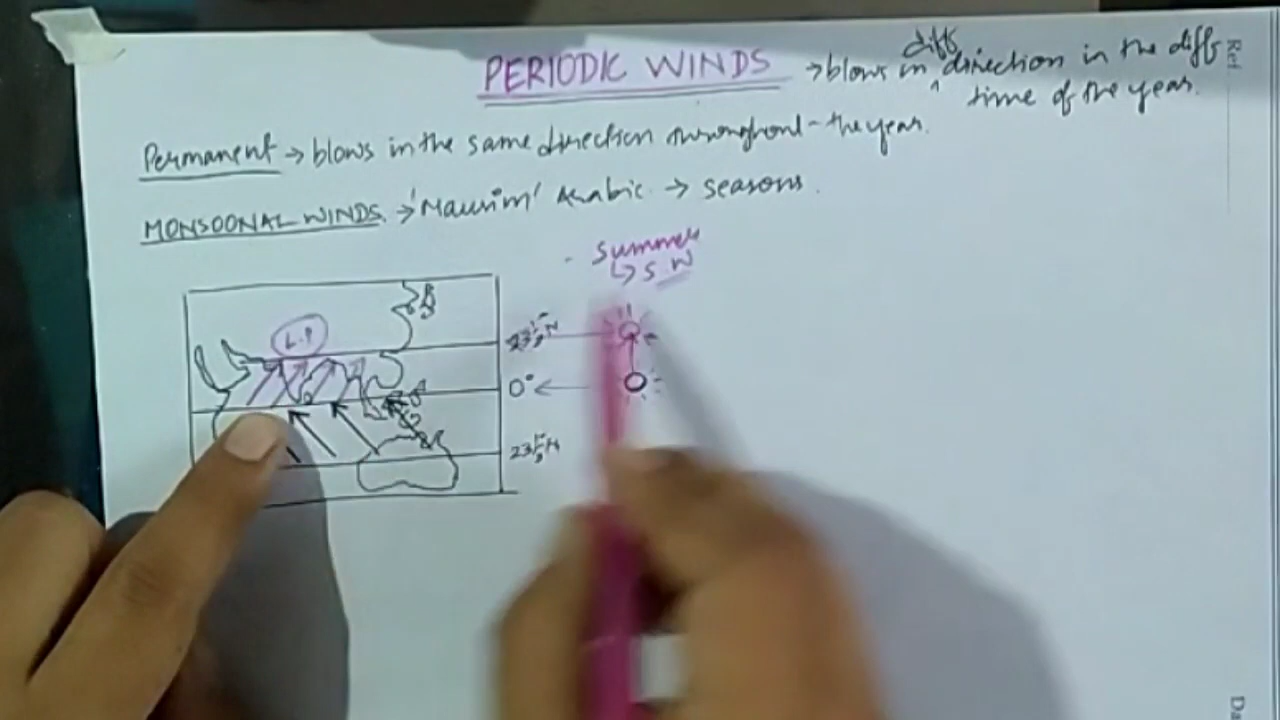 PERIODIC WINDS → blows in diff direction in the diff
time of the year.
Permanent → blows in the same direction throughout the year.
MONSOONAL WINDS → 'Mausim' Arabic → seasons.
Summer
↳ S W
L.P
23½°N
0°
23½°N